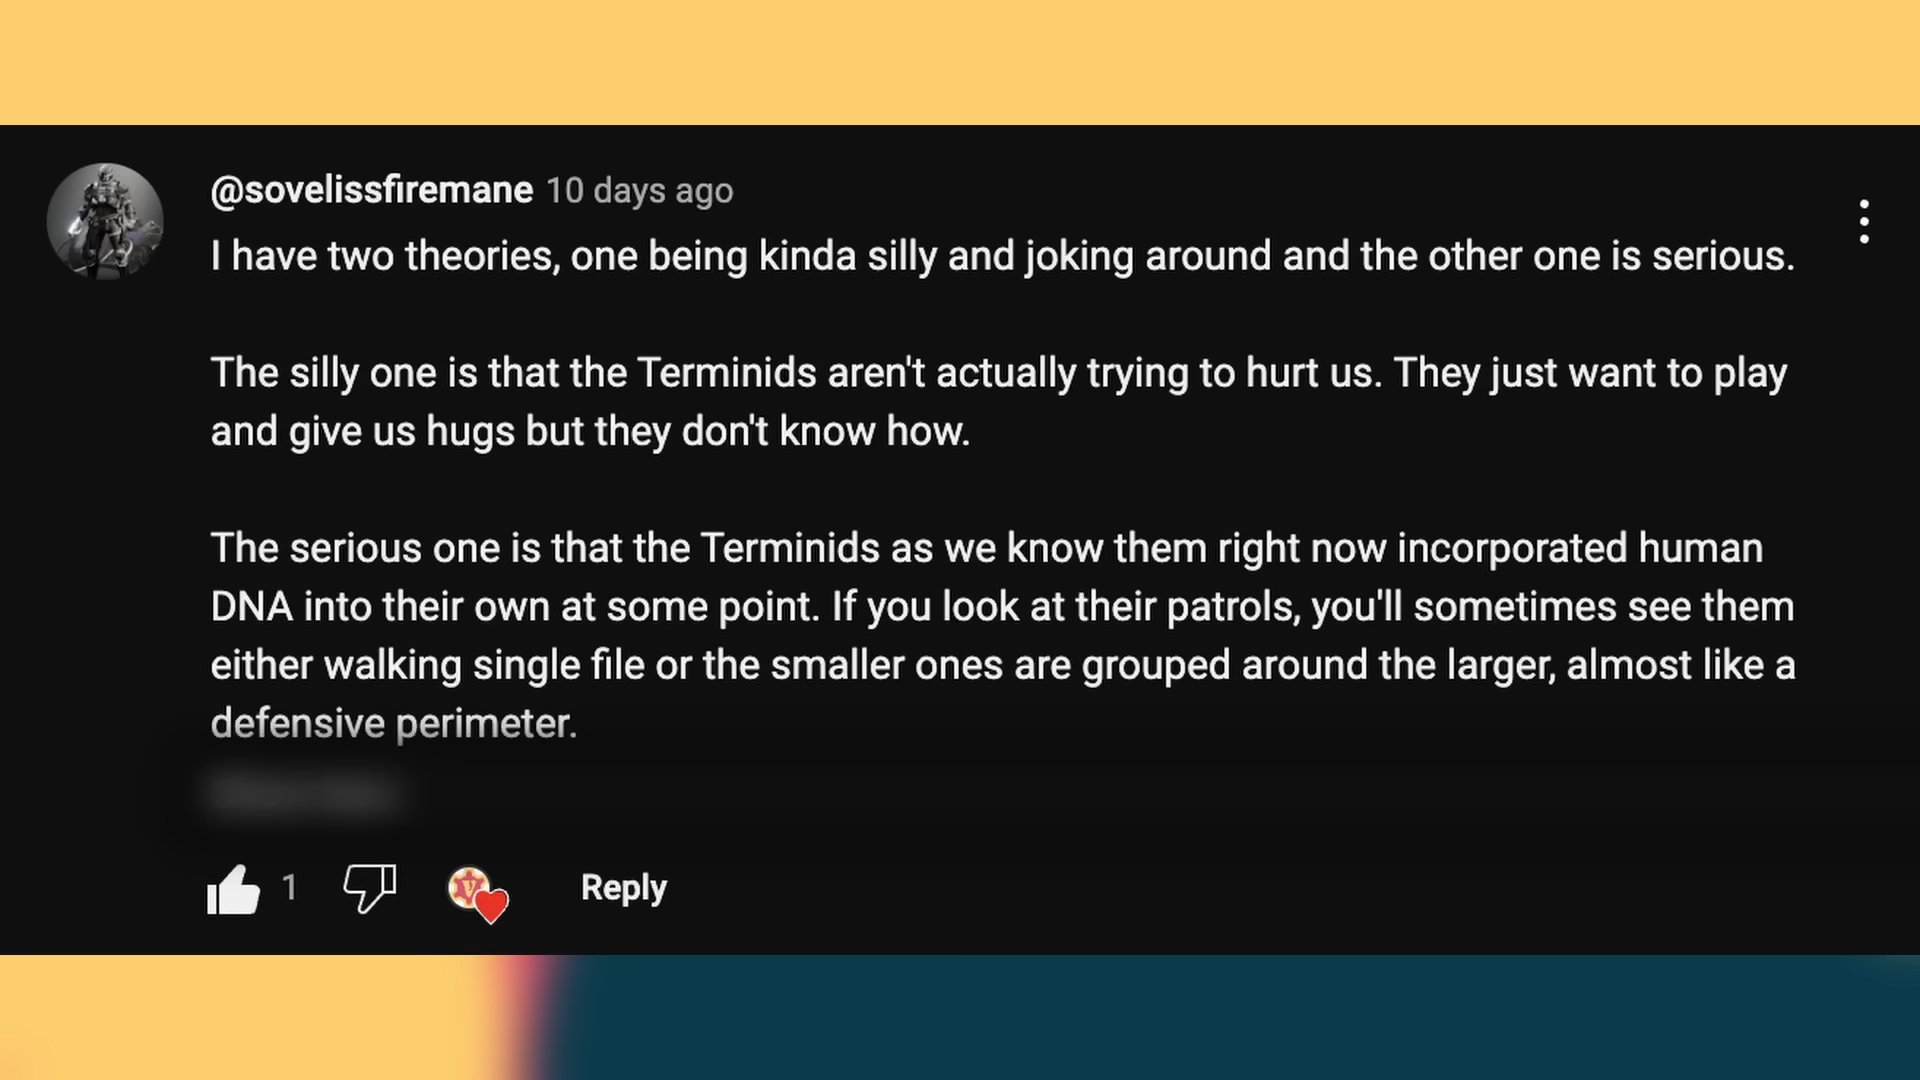 @sovelissfiremane 10 days ago
I have two theories, one being kinda silly and joking around and the other one is serious.
The silly one is that the Terminids aren't actually trying to hurt us. They just want to play
and give us hugs but they don't know how.
The serious one is that the Terminids as we know them right now incorporated human
DNA into their own at some point. If you look at their patrols, you'll sometimes see them
either walking single file or the smaller ones are grouped around the larger, almost like a
defensive perimeter.
1 Reply